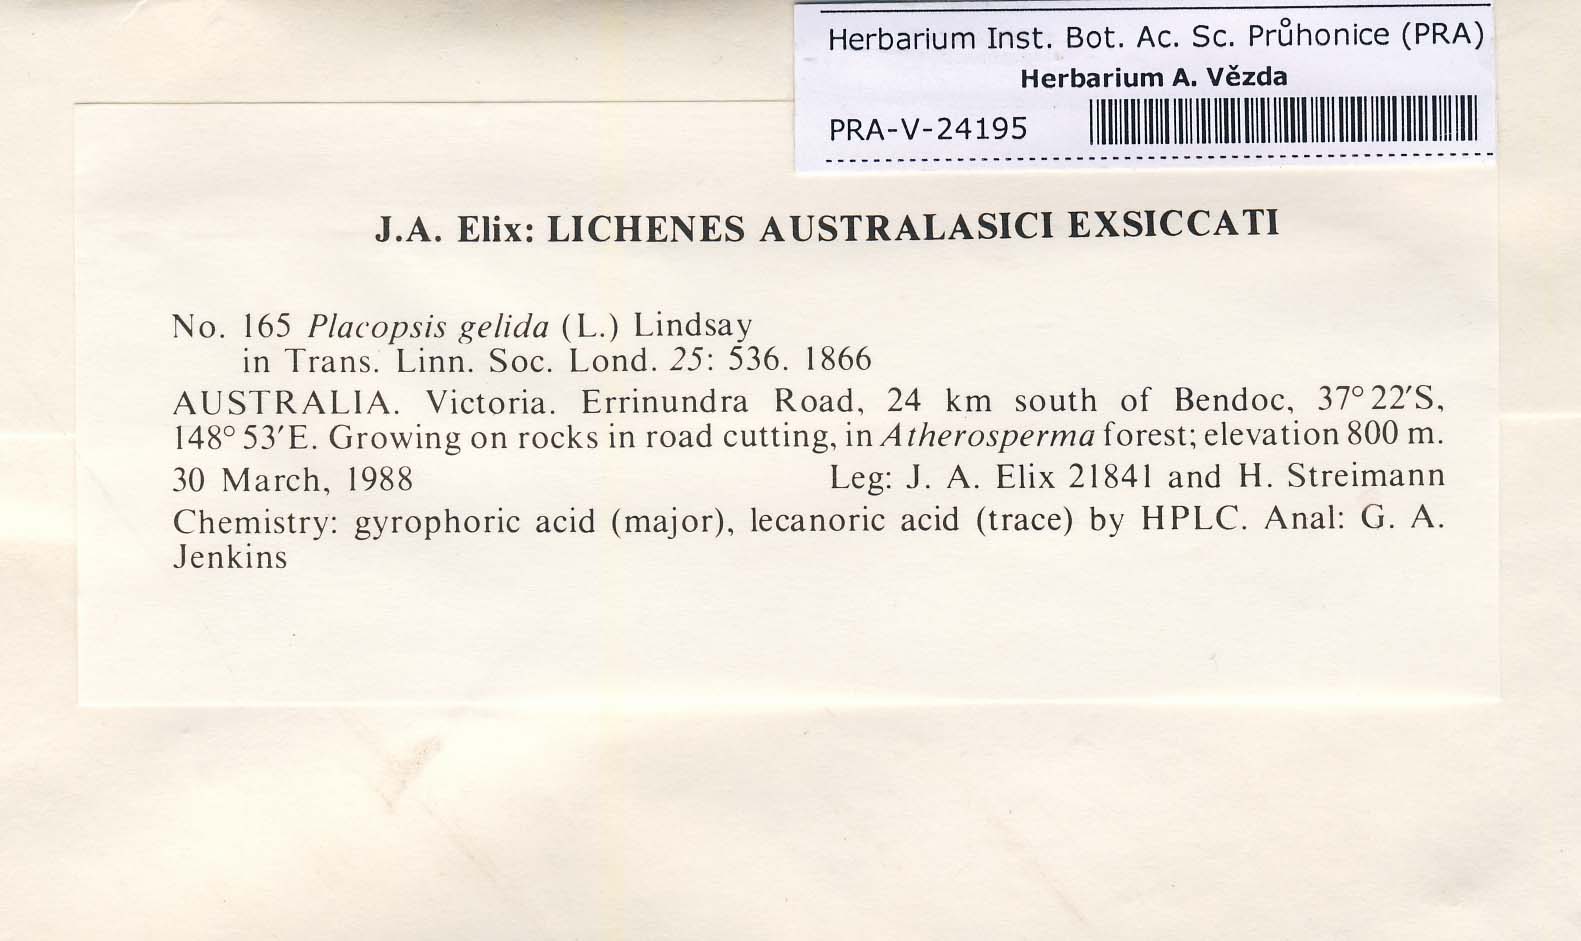 Herbarium Inst. Bot. Ac. Sc. Průhonice (PRA)
Herbarium A. Vězda
PRA-V-24195
J.A. Elix: LICHENES AUSTRALASICI EXSICCATI
No. 165 Placopsis gelida (L.) Lindsay
in Trans. Linn. Soc. Lond. 25: 536. 1866
AUSTRALIA. Victoria. Errinundra Road, 24 km south of Bendoc, 37°22′S,
148°53′E. Growing on rocks in road cutting, in Atherosperma forest; elevation 800 m.
30 March, 1988 Leg: J. A. Elix 21841 and H. Streimann
Chemistry: gyrophoric acid (major), lecanoric acid (trace) by HPLC. Anal: G. A.
Jenkins